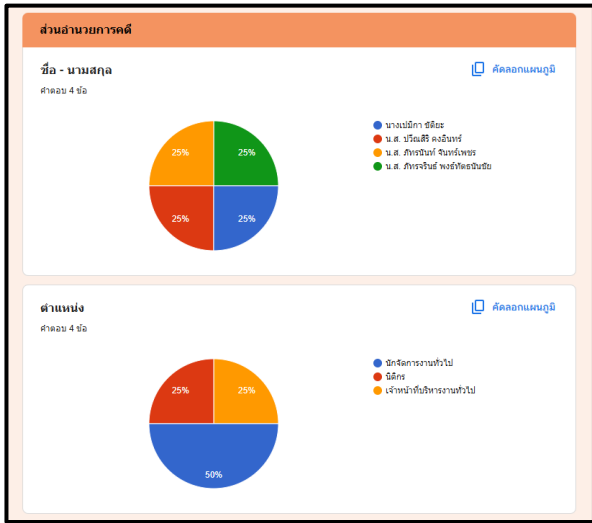 ส่วนอำนวยการคดี
ชื่อ - นามสกุล
คัดลอกแผนภูมิ
คำตอบ 4 ข้อ
25%
25%
25%
25%
นางเปมิกา ขัติยะ
น.ส. ปวีณสิรี คงอินทร์
น.ส. ภัทรนันท์ จันทร์เพชร
น.ส. ภัทรจรินธ์ พงธ์ทัตธนันชัย
ตำแหน่ง
คัดลอกแผนภูมิ
คำตอบ 4 ข้อ
25%
25%
50%
นักจัดการงานทั่วไป
นิติกร
เจ้าหน้าที่บริหารงานทั่วไป